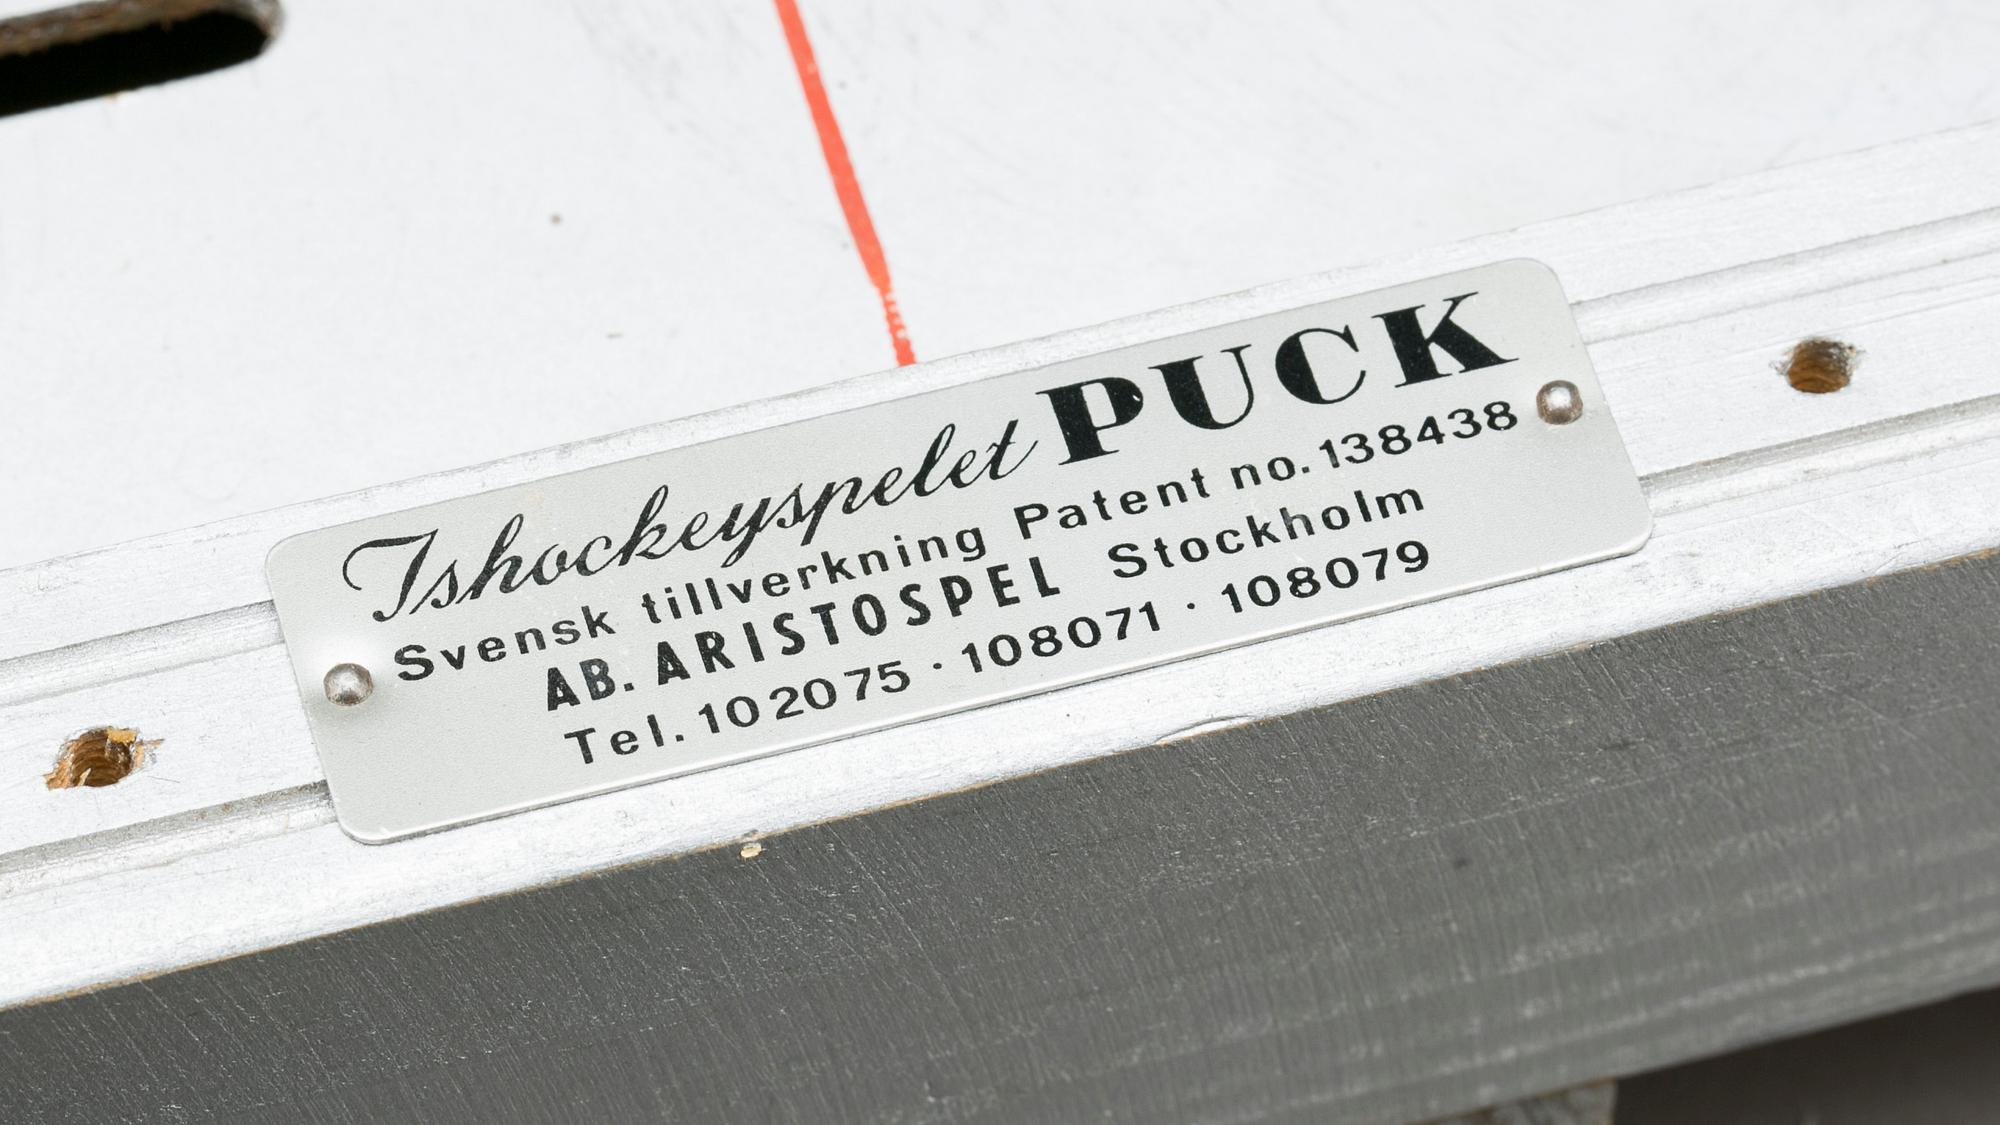 Ishockeyspelet PUCK
Svensk tillverkning Patent no. 138438
AB. ARISTOSPEL Stockholm
Tel. 102075 · 108071 · 108079